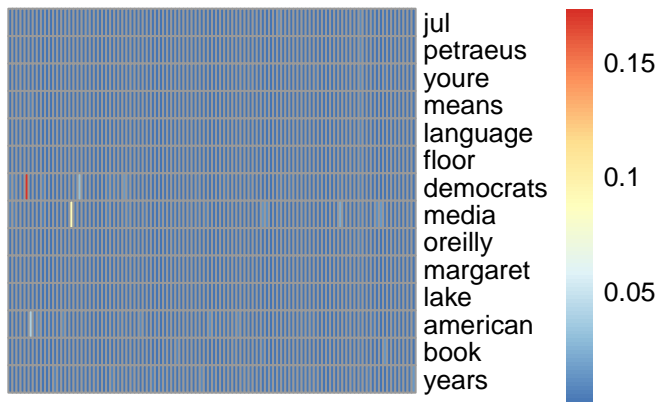 jul
petraeus
youre
means
language
floor
democrats
media
oreilly
margaret
lake
american
book
years
0.15
0.1
0.05